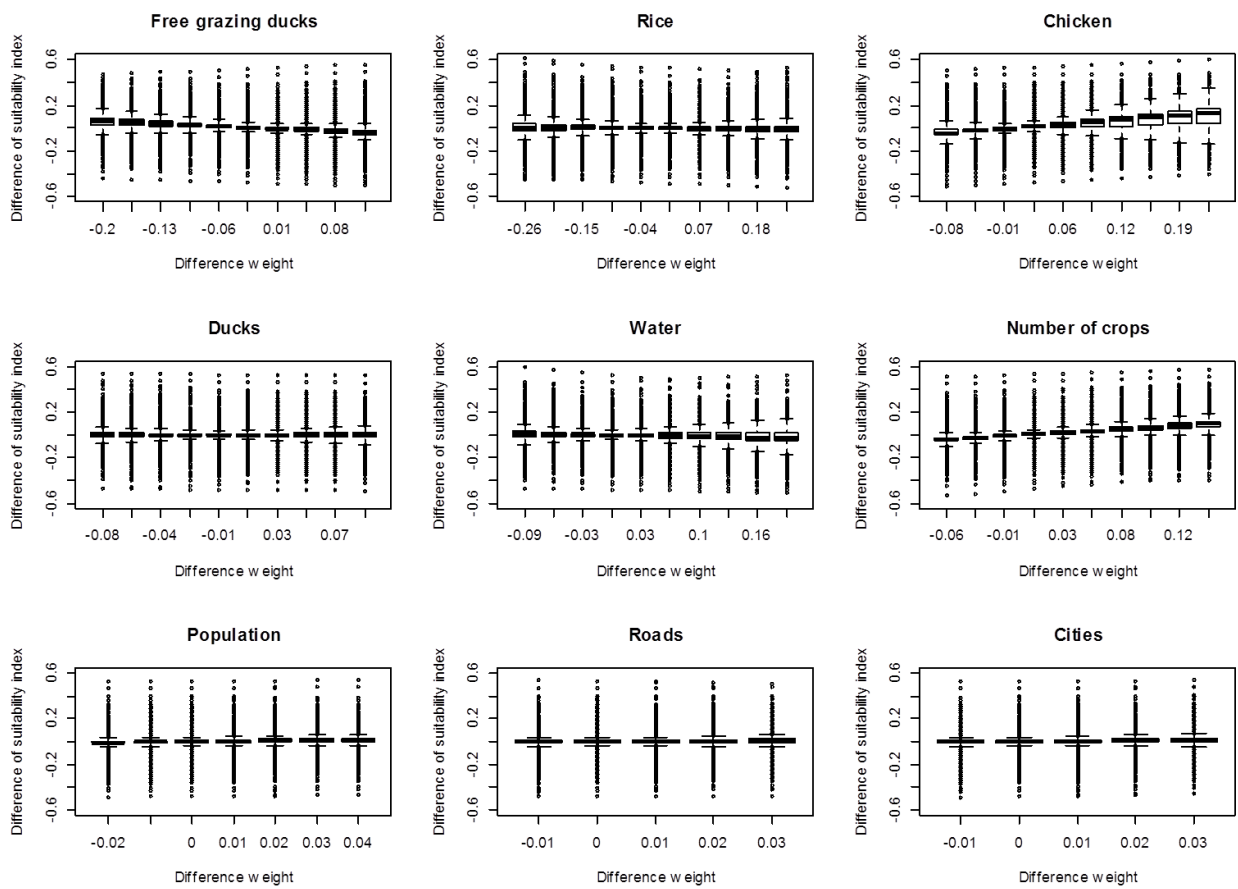 Free grazing ducks
Difference of suitability index
0.6
0.2
-0.2
-0.6
-0.2 -0.13 -0.06 0.01 0.08
Difference weight
Rice
Difference of suitability index
0.6
0.2
-0.2
-0.6
-0.26 -0.15 -0.04 0.07 0.18
Difference weight
Chicken
Difference of suitability index
0.6
0.2
-0.2
-0.6
-0.08 -0.01 0.06 0.12 0.19
Difference weight
Ducks
Difference of suitability index
0.6
0.2
-0.2
-0.6
-0.08 -0.04 -0.01 0.03 0.07
Difference weight
Water
Difference of suitability index
0.6
0.2
-0.2
-0.6
-0.09 -0.03 0.03 0.1 0.16
Difference weight
Number of crops
Difference of suitability index
0.6
0.2
-0.2
-0.6
-0.06 -0.01 0.03 0.08 0.12
Difference weight
Population
Difference of suitability index
0.6
0.2
-0.2
-0.6
-0.02 0 0.01 0.02 0.03 0.04
Difference weight
Roads
Difference of suitability index
0.6
0.2
-0.2
-0.6
-0.01 0 0.01 0.02 0.03
Difference weight
Cities
Difference of suitability index
0.6
0.2
-0.2
-0.6
-0.01 0 0.01 0.02 0.03
Difference weight